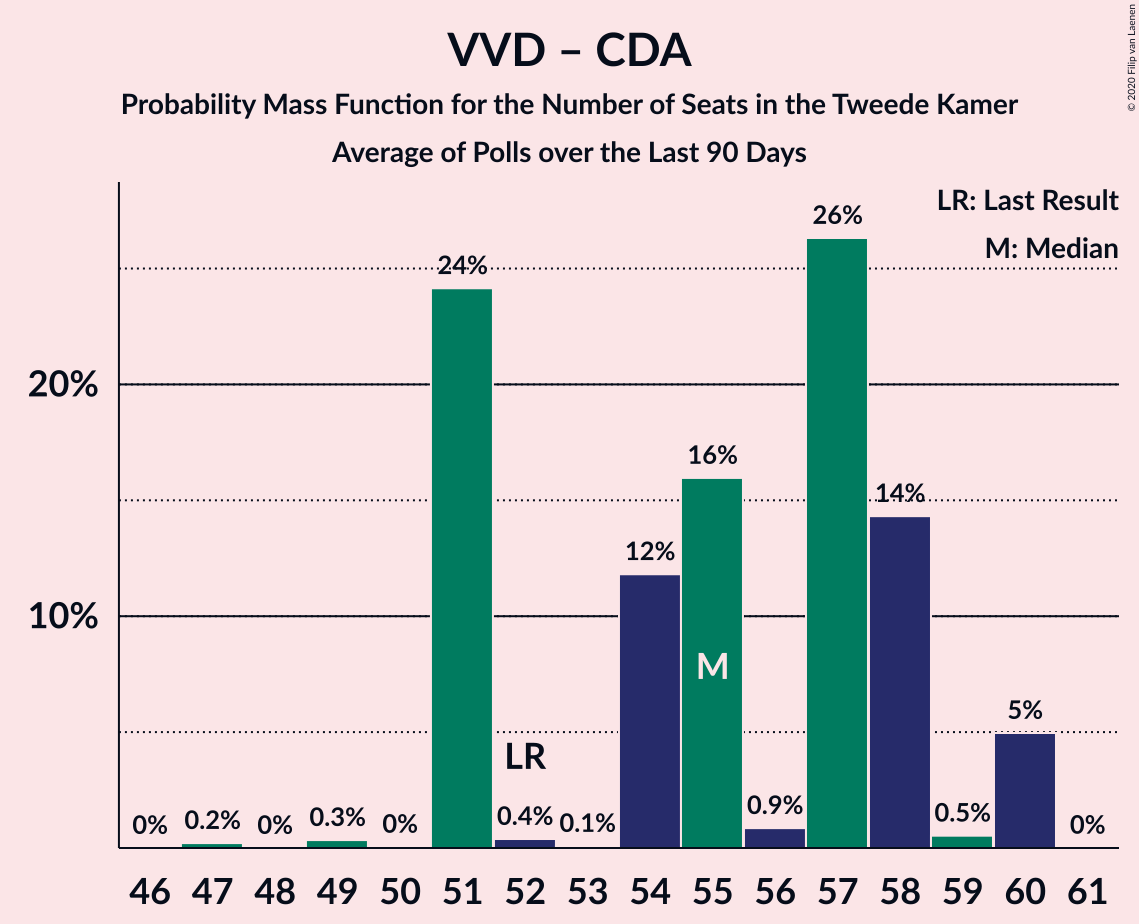 VVD – CDA
Probability Mass Function for the Number of Seats in the Tweede Kamer
Average of Polls over the Last 90 Days
© 2020 Filip van Laenen
LR: Last Result
M: Median
20%
10%
0%
0.2%
0%
0.3%
0%
24%
0.4%
0.1%
12%
16%
0.9%
26%
14%
0.5%
5%
0%
LR
M
46 47 48 49 50 51 52 53 54 55 56 57 58 59 60 61